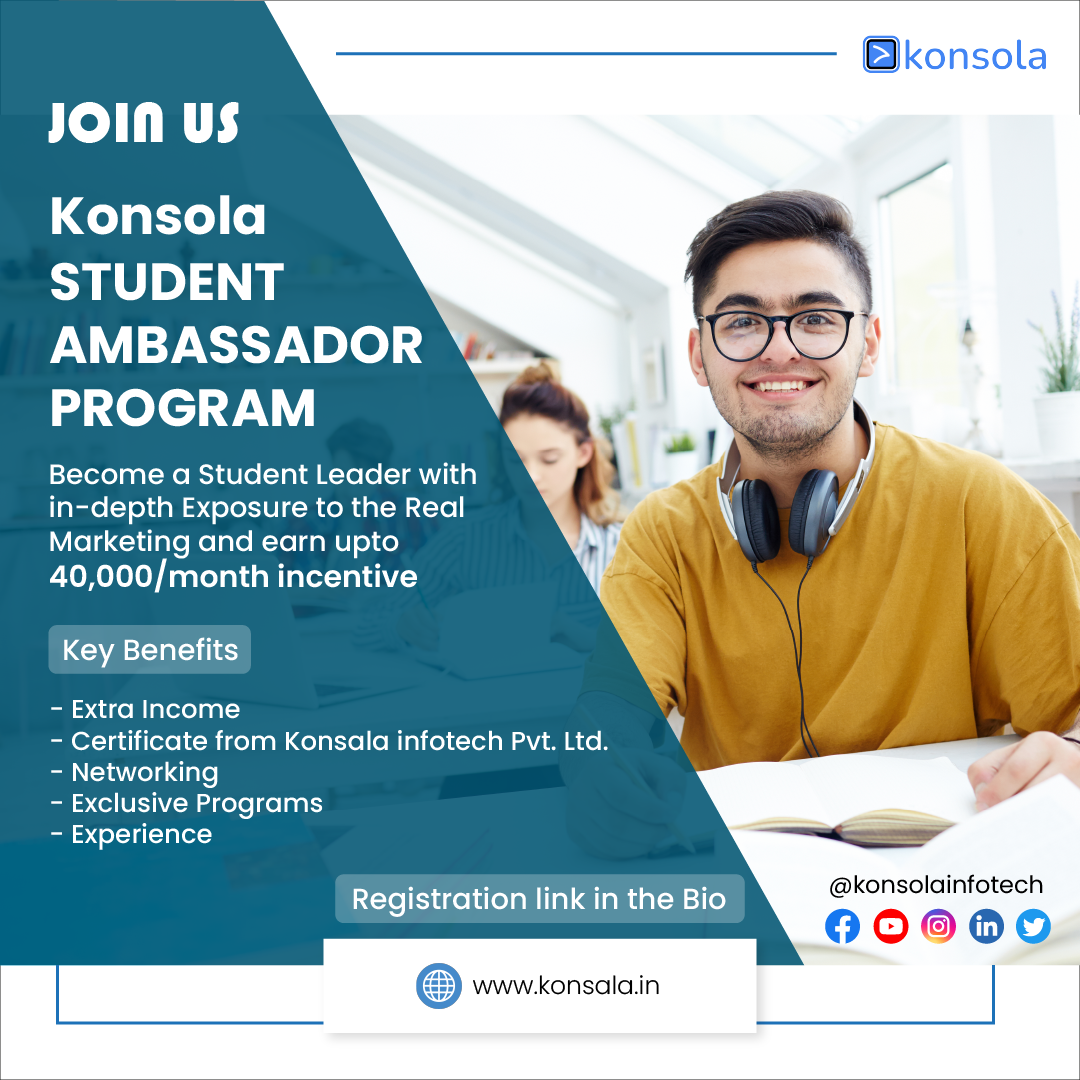 konsola
JOIN US
Konsola
STUDENT
AMBASSADOR
PROGRAM
Become a Student Leader with
in-depth Exposure to the Real
Marketing and earn upto
40,000/month incentive
Key Benefits
- Extra Income
- Certificate from Konsala infotech Pvt. Ltd.
- Networking
- Exclusive Programs
- Experience
Registration link in the Bio
@konsolainfotech
www.konsala.in